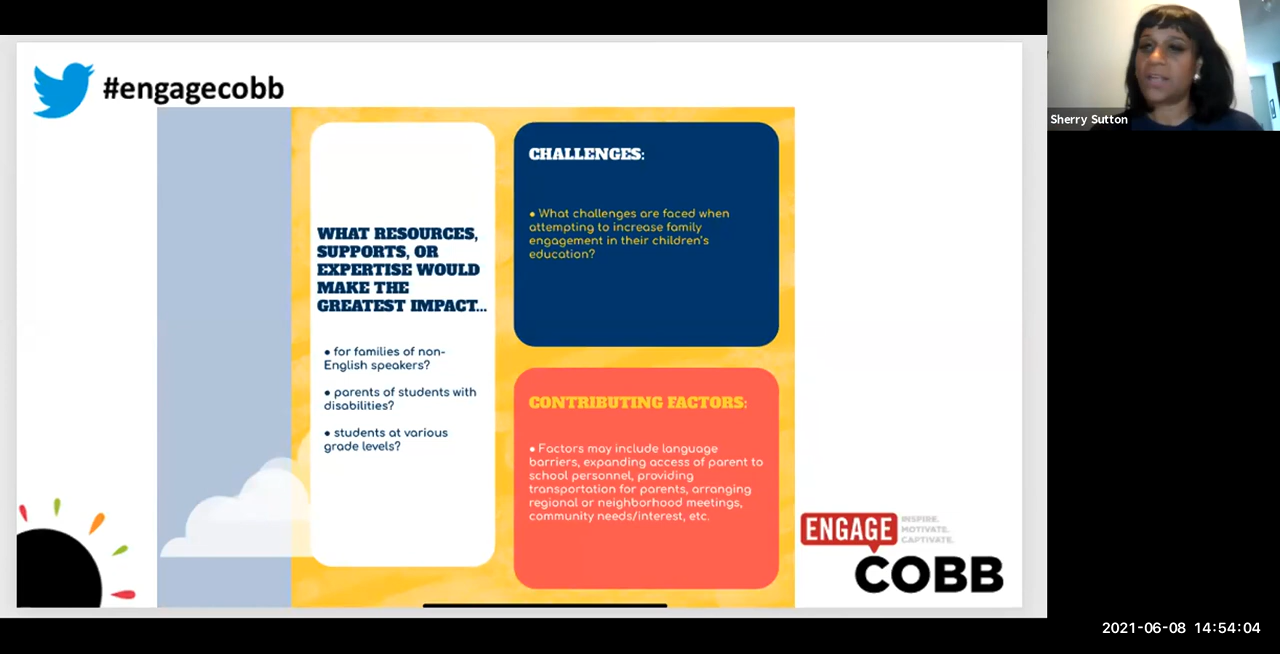 #engagecobb
Sherry Sutton
WHAT RESOURCES,
SUPPORTS, OR
EXPERTISE WOULD
MAKE THE
GREATEST IMPACT...
● for families of non-
English speakers?
● parents of students with
disabilities?
● students at various
grade levels?
CHALLENGES:
● What challenges are faced when
attempting to increase family
engagement in their children's
education?
CONTRIBUTING FACTORS:
● Factors may include language
barriers, expanding access of parent to
school personnel, providing
transportation for parents, arranging
regional or neighborhood meetings,
community needs/interest, etc.
ENGAGE
INSPIRE.
MOTIVATE.
CAPTIVATE.
COBB
2021-06-08 14:54:04